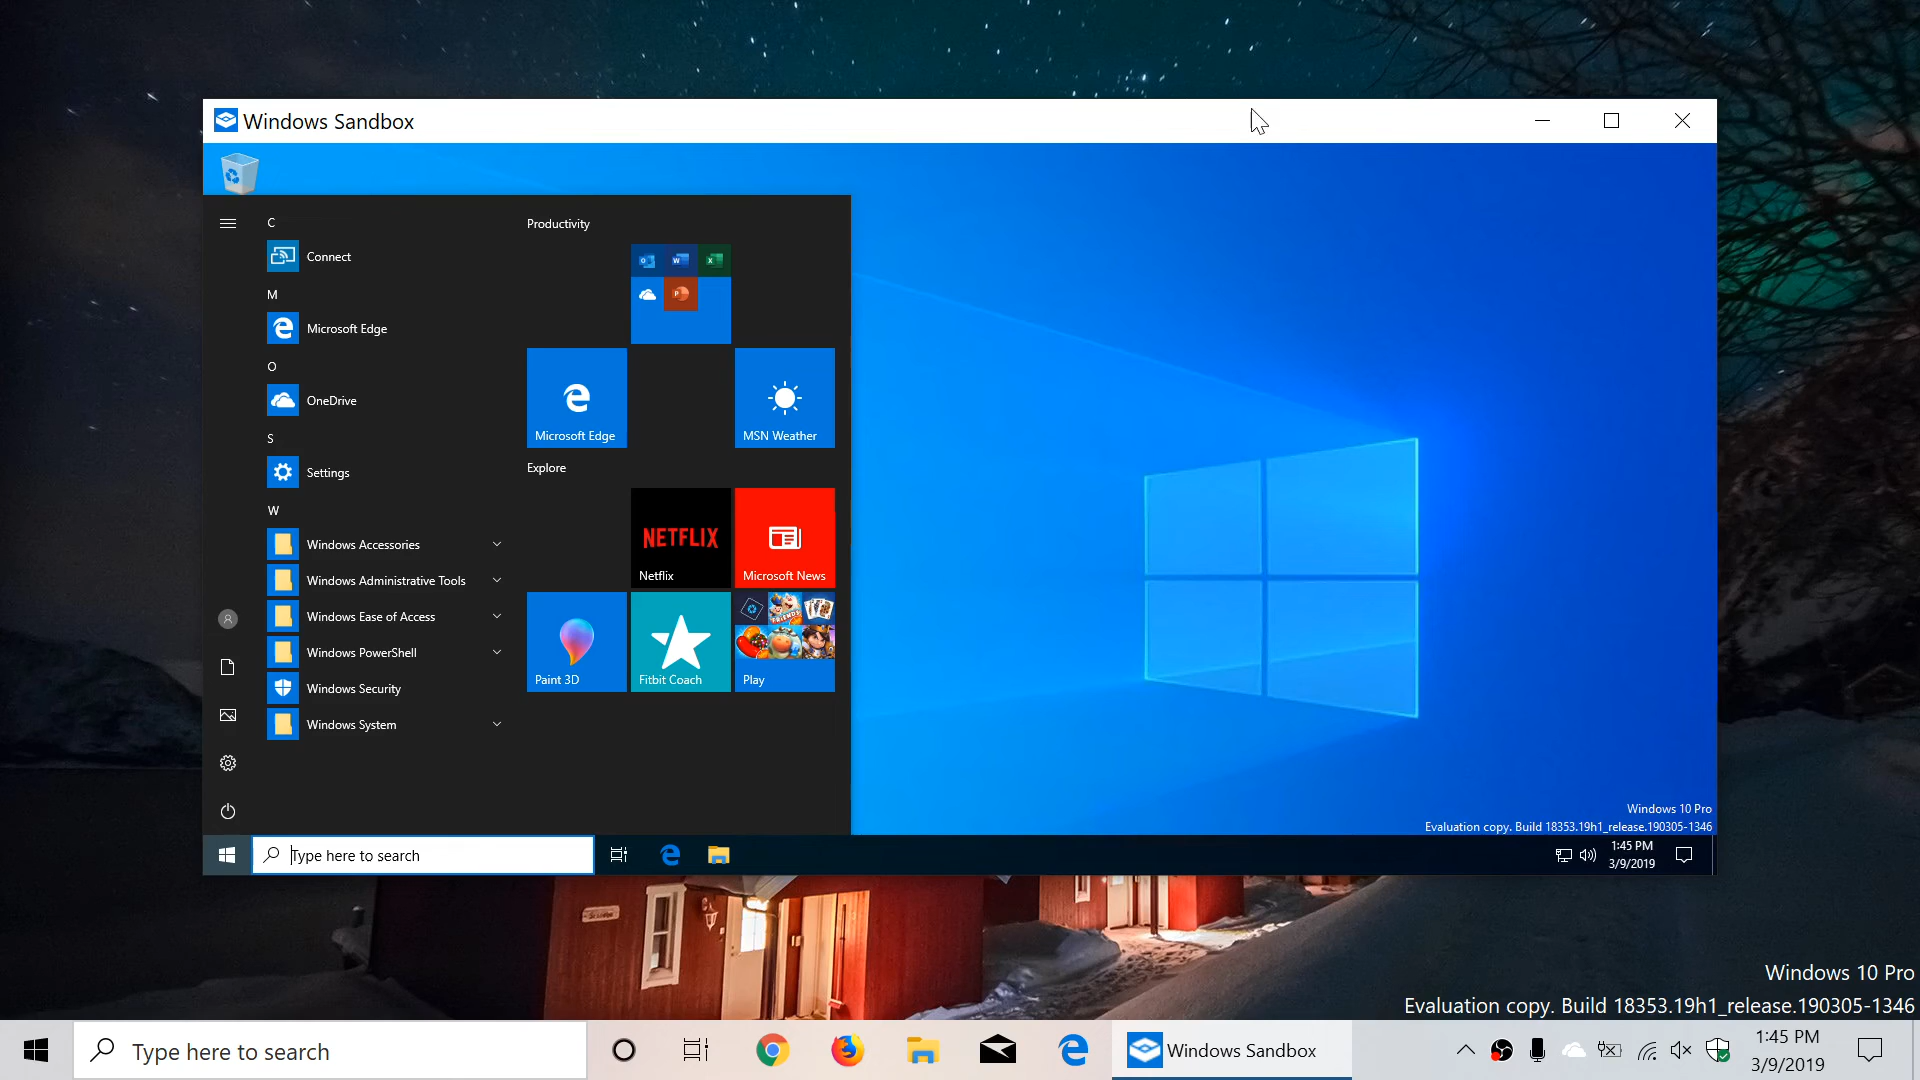 Windows Sandbox
C
Connect
M
Microsoft Edge
O
OneDrive
S
Settings
W
Windows Accessories
Windows Administrative Tools
Windows Ease of Access
Windows PowerShell
Windows Security
Windows System
Productivity
Microsoft Edge
MSN Weather
Explore
NETFLIX
Netflix
Microsoft News
Paint 3D
Fitbit Coach
Play
Windows 10 Pro
Evaluation copy. Build 18353.19h1_release.190305-1346
Type here to search
1:45 PM
3/9/2019
Windows 10 Pro
Evaluation copy. Build 18353.19h1_release.190305-1346
Type here to search
Windows Sandbox
1:45 PM
3/9/2019